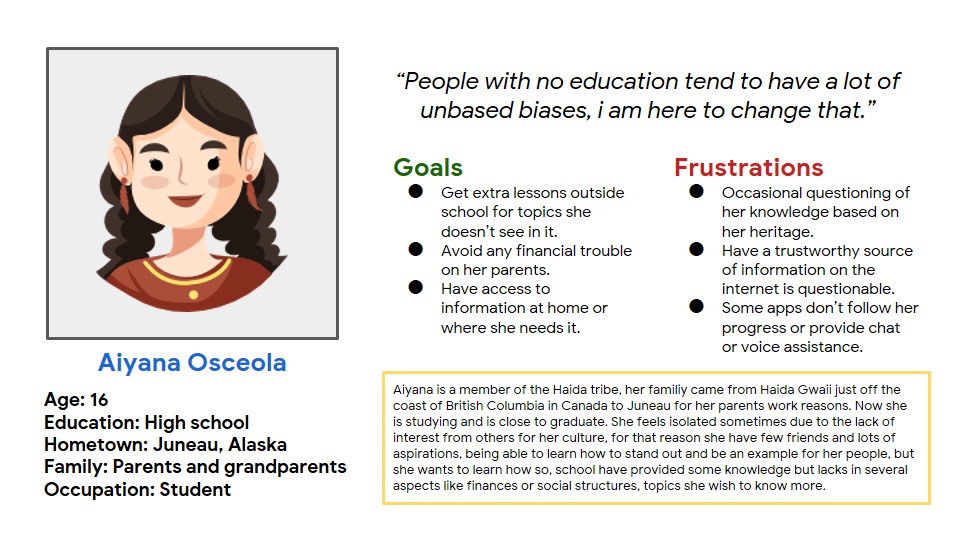 “People with no education tend to have a lot of
unbased biases, i am here to change that.”
Goals
● Get extra lessons outside
school for topics she
doesn’t see in it.
● Avoid any financial trouble
on her parents.
● Have access to
information at home or
where she needs it.
Frustrations
● Occasional questioning of
her knowledge based on
her heritage.
● Have a trustworthy source
of information on the
internet is questionable.
● Some apps don’t follow her
progress or provide chat
or voice assistance.
Aiyana Osceola
Age: 16
Education: High school
Hometown: Juneau, Alaska
Family: Parents and grandparents
Occupation: Student
Aiyana is a member of the Haida tribe, her familiy came from Haida Gwaii just off the
coast of British Columbia in Canada to Juneau for her parents work reasons. Now she
is studying and is close to graduate. She feels isolated sometimes due to the lack of
interest from others for her culture, for that reason she have few friends and lots of
aspirations, being able to learn how to stand out and be an example for her people, but
she wants to learn how so, school have provided some knowledge but lacks in several
aspects like finances or social structures, topics she wish to know more.